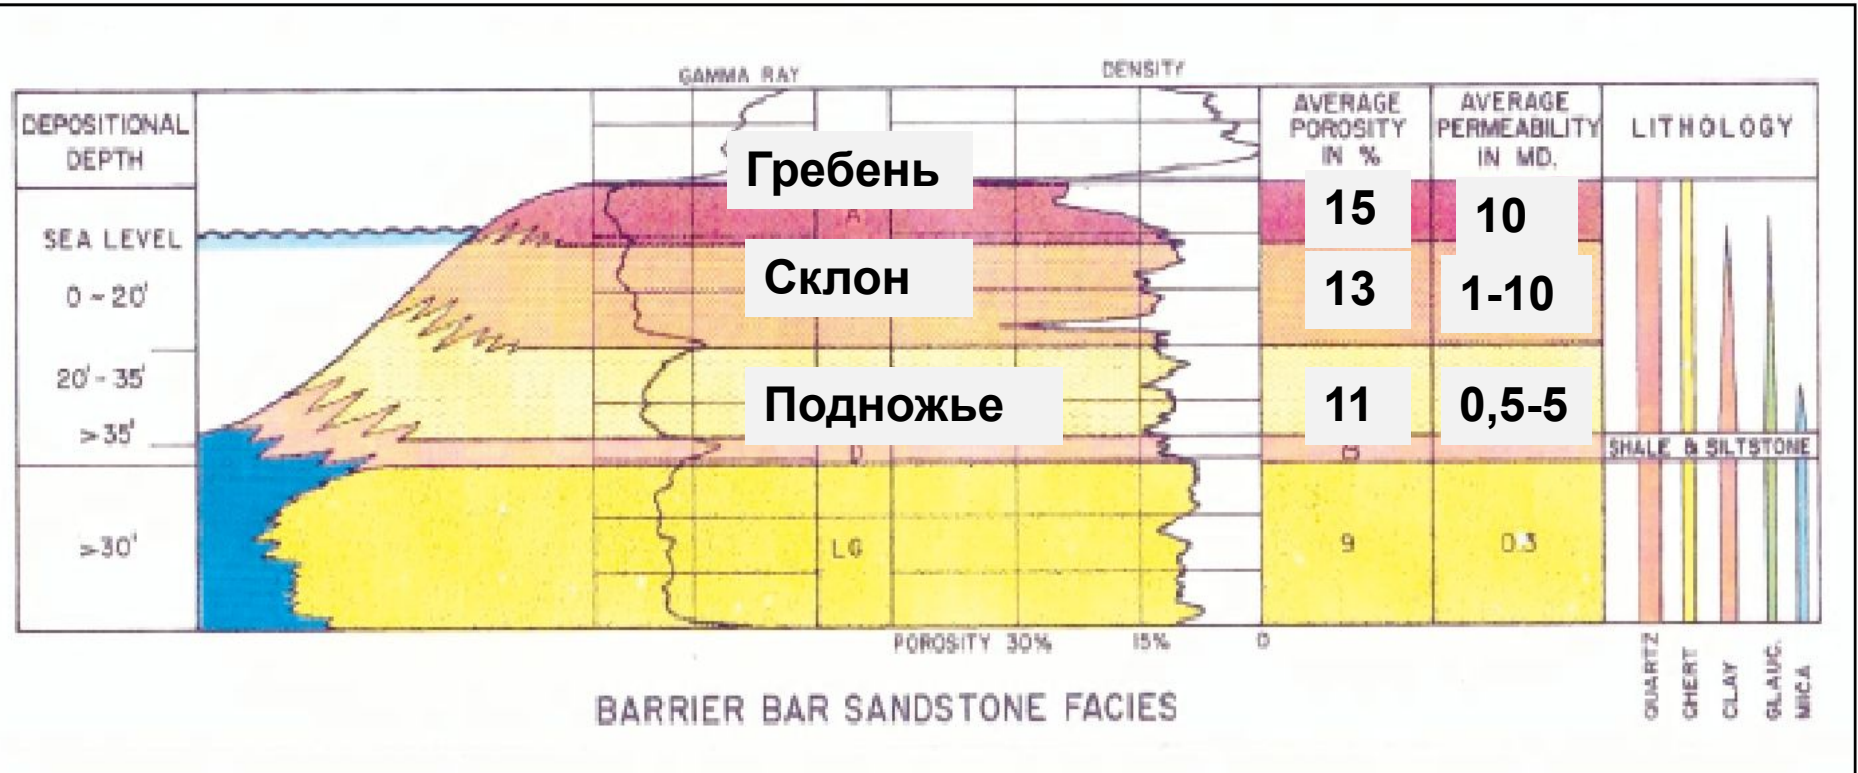 GAMMA RAY
DENSITY
DEPOSITIONAL
DEPTH
AVERAGE
POROSITY
IN %
AVERAGE
PERMEABILITY
IN MD.
LITHOLOGY
Гребень
A
15
10
SEA LEVEL
Склон
0-20'
13
1-10
20'-35'
Подножье
11
0,5-5
>35'
D
SHALE & SILTSTONE
>30'
LG
9
0.3
POROSITY 30%
15%
0
QUARTZ
CHERT
CLAY
GLAUC.
MICA
BARRIER BAR SANDSTONE FACIES